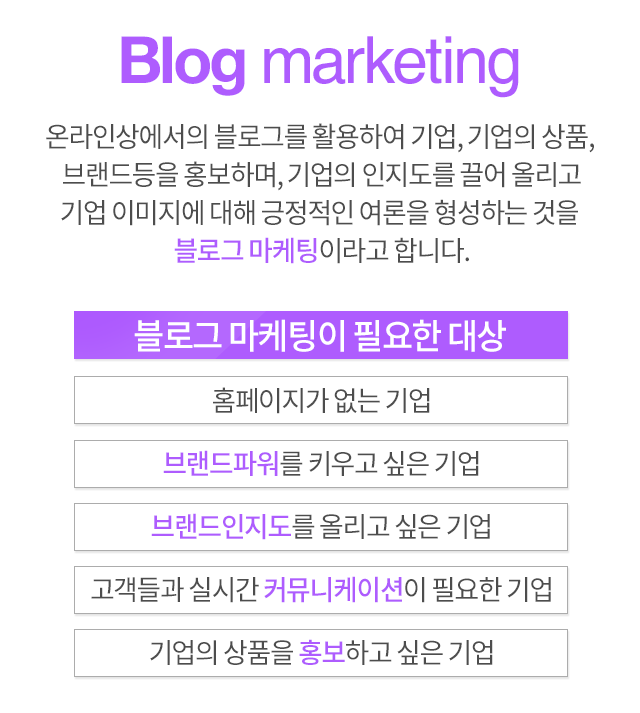 Blog marketing
온라인상에서의 블로그를 활용하여 기업, 기업의 상품,
브랜드등을 홍보하며, 기업의 인지도를 끌어 올리고
기업 이미지에 대해 긍정적인 여론을 형성하는 것을
블로그 마케팅이라고 합니다.
블로그 마케팅이 필요한 대상
홈페이지가 없는 기업
브랜드파워를 키우고 싶은 기업
브랜드인지도를 올리고 싶은 기업
고객들과 실시간 커뮤니케이션이 필요한 기업
기업의 상품을 홍보하고 싶은 기업